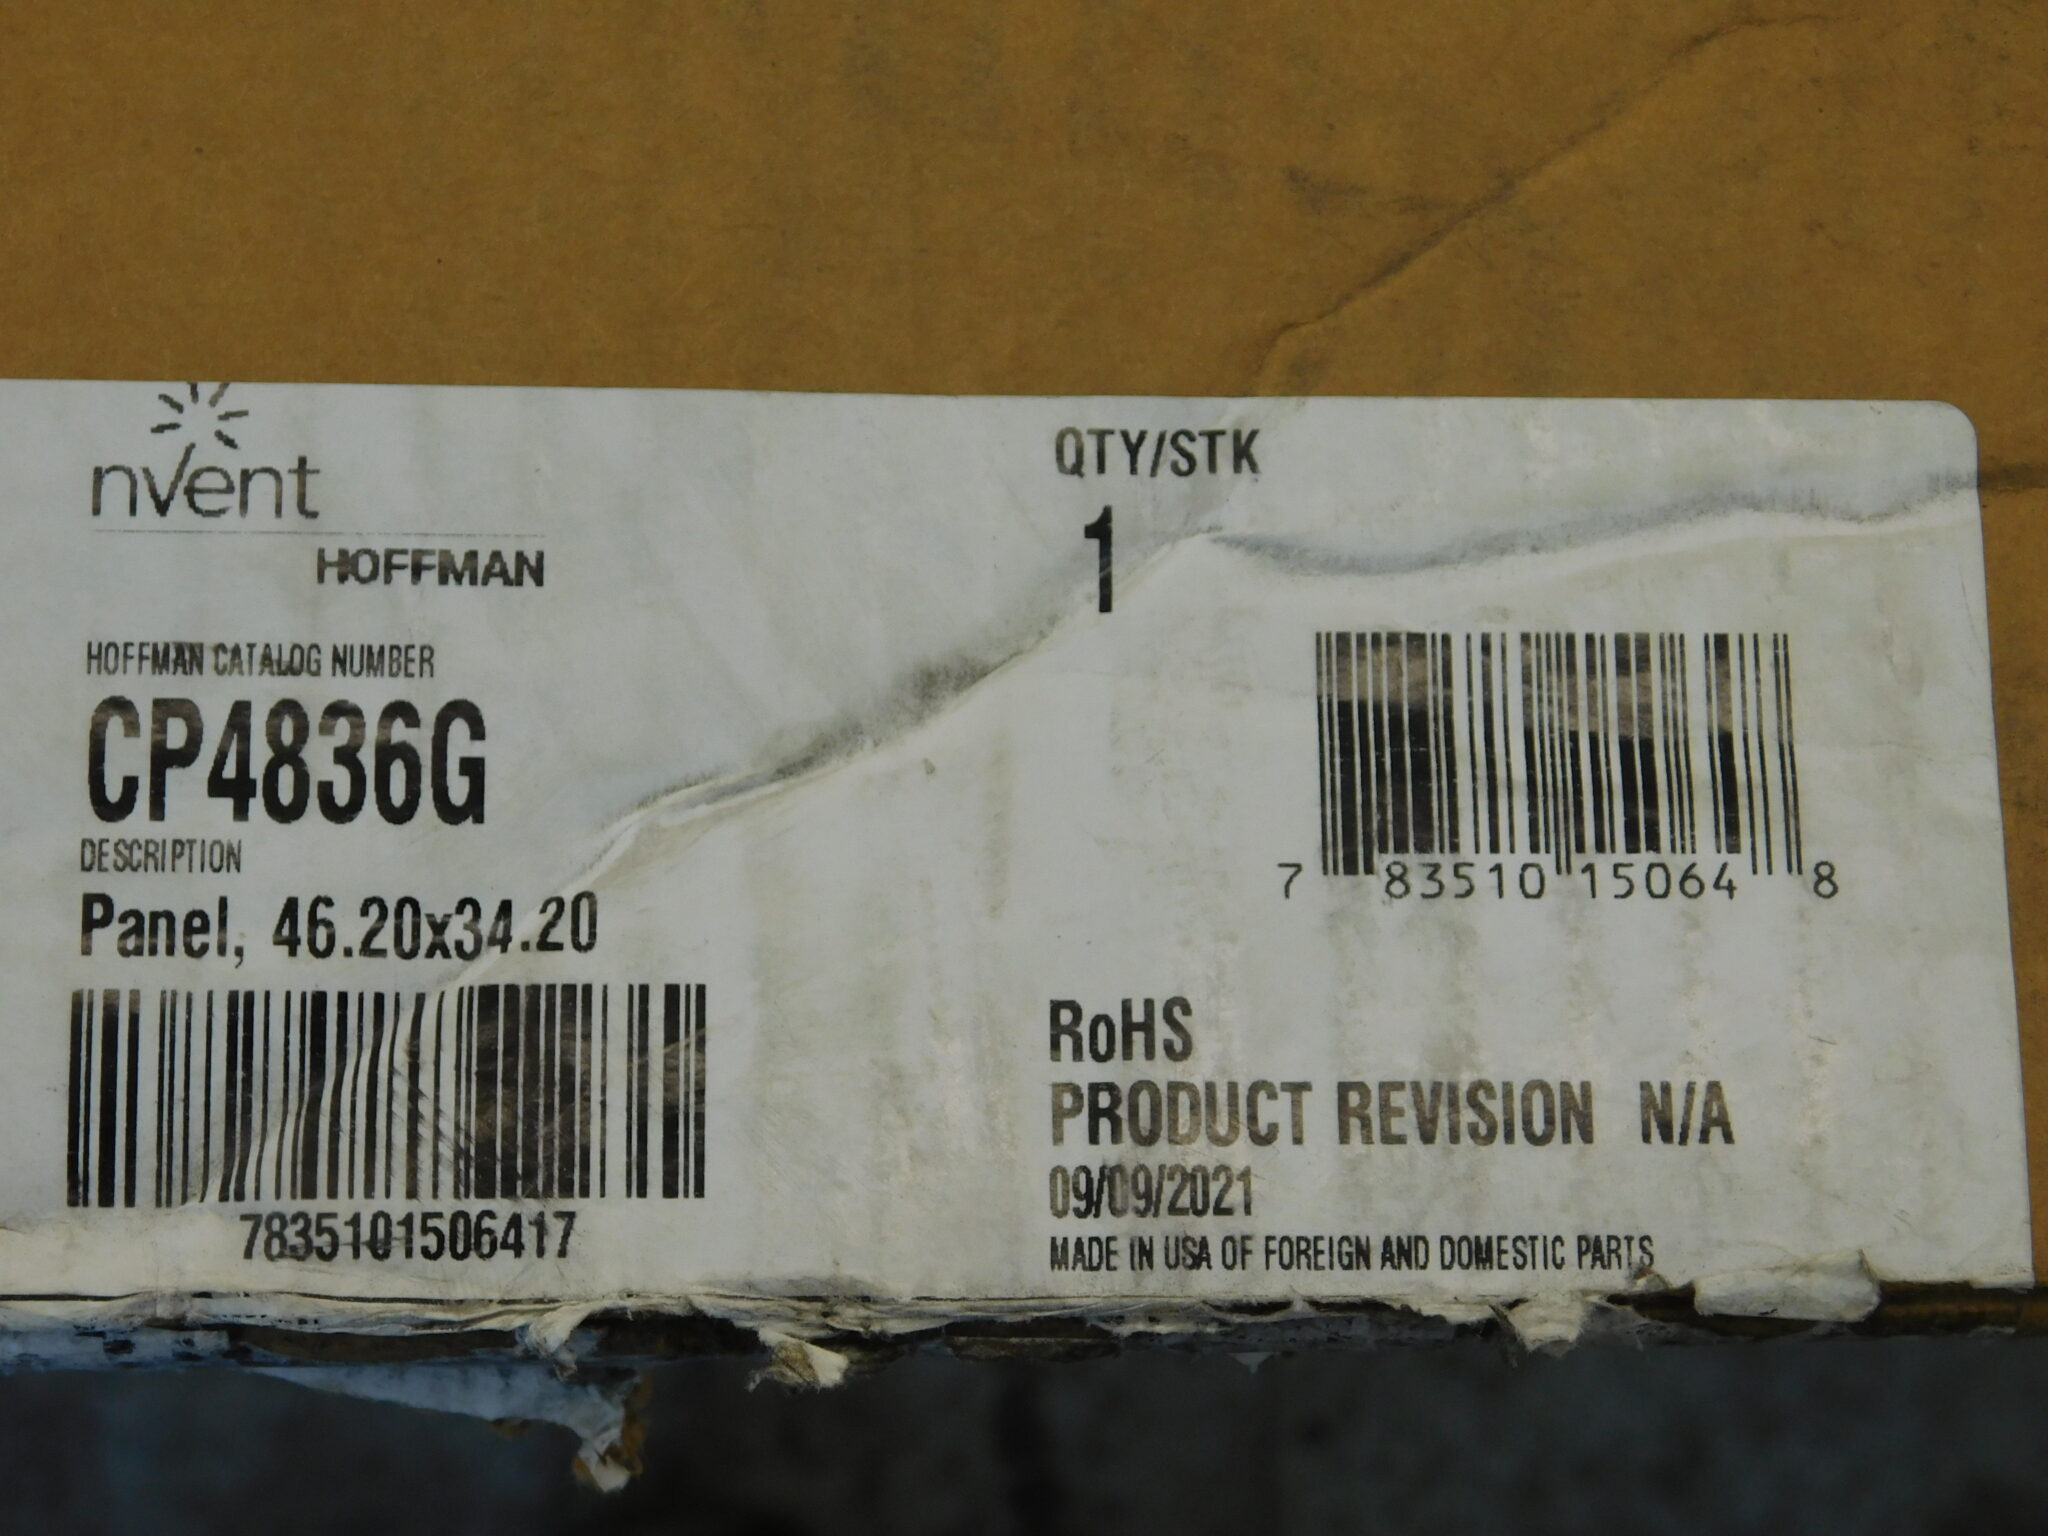 nVent
HOFFMAN
HOFFMAN CATALOG NUMBER
CP4836G
DESCRIPTION
Panel, 46.20x34.20
7835101506417
QTY/STK
1
7 83510 15064 8
RoHS
PRODUCT REVISION N/A
09/09/2021
MADE IN USA OF FOREIGN AND DOMESTIC PARTS